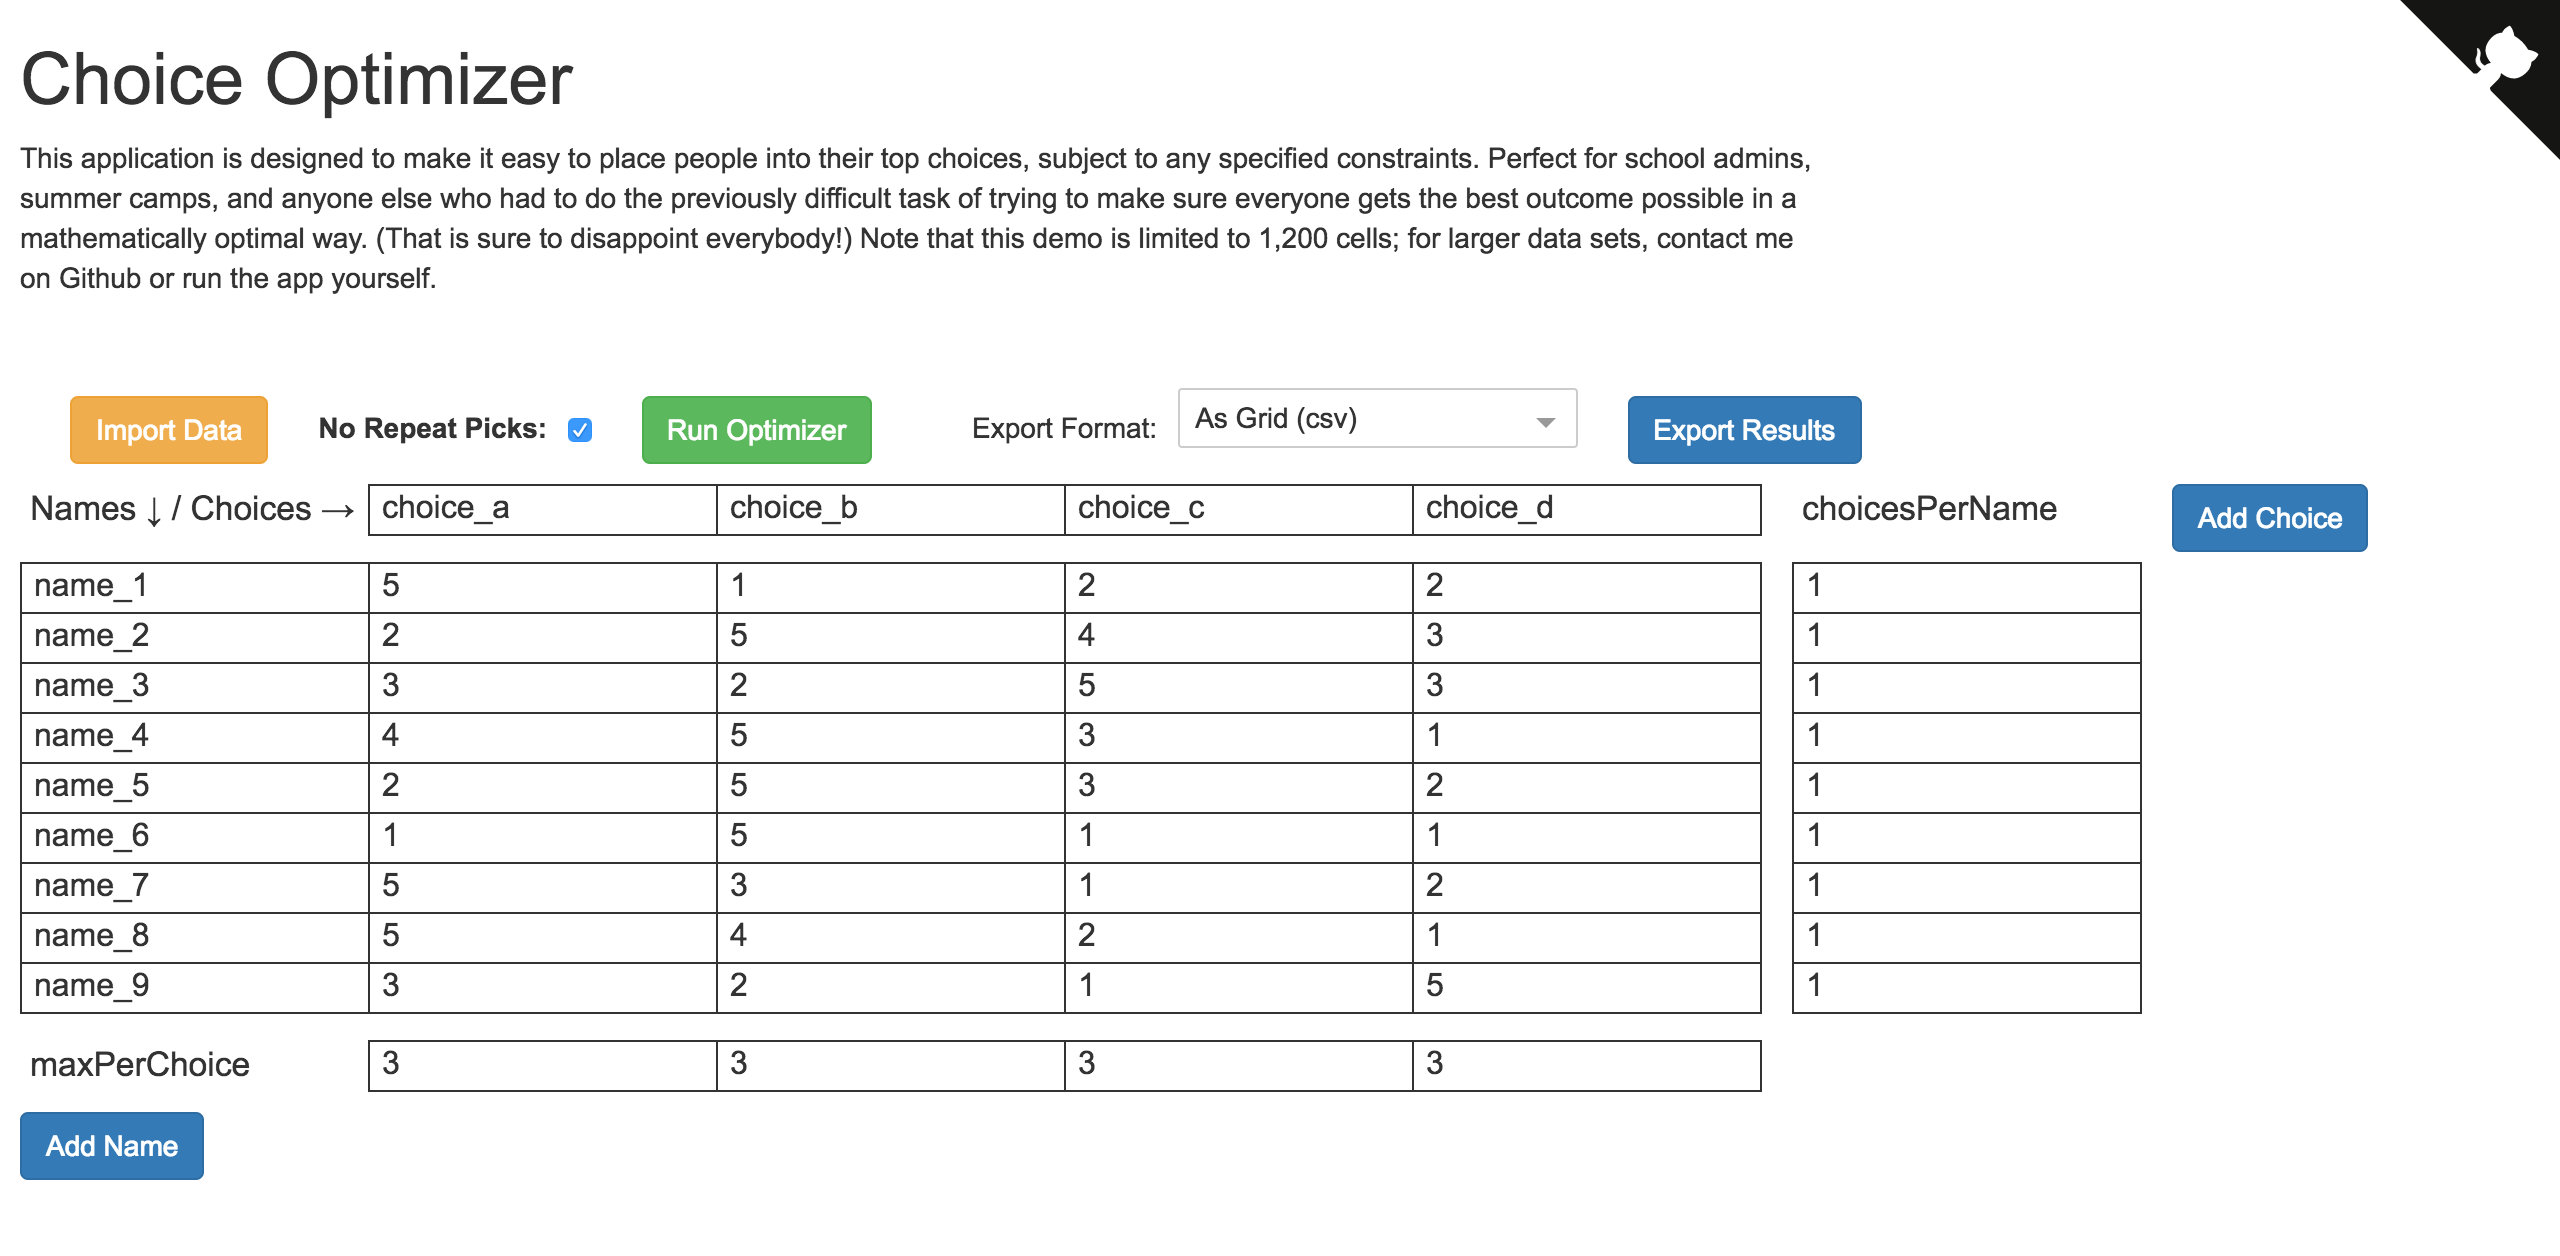 Choice Optimizer
This application is designed to make it easy to place people into their top choices, subject to any specified constraints. Perfect for school admins,
summer camps, and anyone else who had to do the previously difficult task of trying to make sure everyone gets the best outcome possible in a
mathematically optimal way. (That is sure to disappoint everybody!) Note that this demo is limited to 1,200 cells; for larger data sets, contact me
on Github or run the app yourself.
Import Data No Repeat Picks: Run Optimizer Export Format: As Grid (csv) Export Results
Names ↓ / Choices → choice_a choice_b choice_c choice_d choicesPerName Add Choice
name_1 5 1 2 2 1
name_2 2 5 4 3 1
name_3 3 2 5 3 1
name_4 4 5 3 1 1
name_5 2 5 3 2 1
name_6 1 5 1 1 1
name_7 5 3 1 2 1
name_8 5 4 2 1 1
name_9 3 2 1 5 1
maxPerChoice 3 3 3 3
Add Name